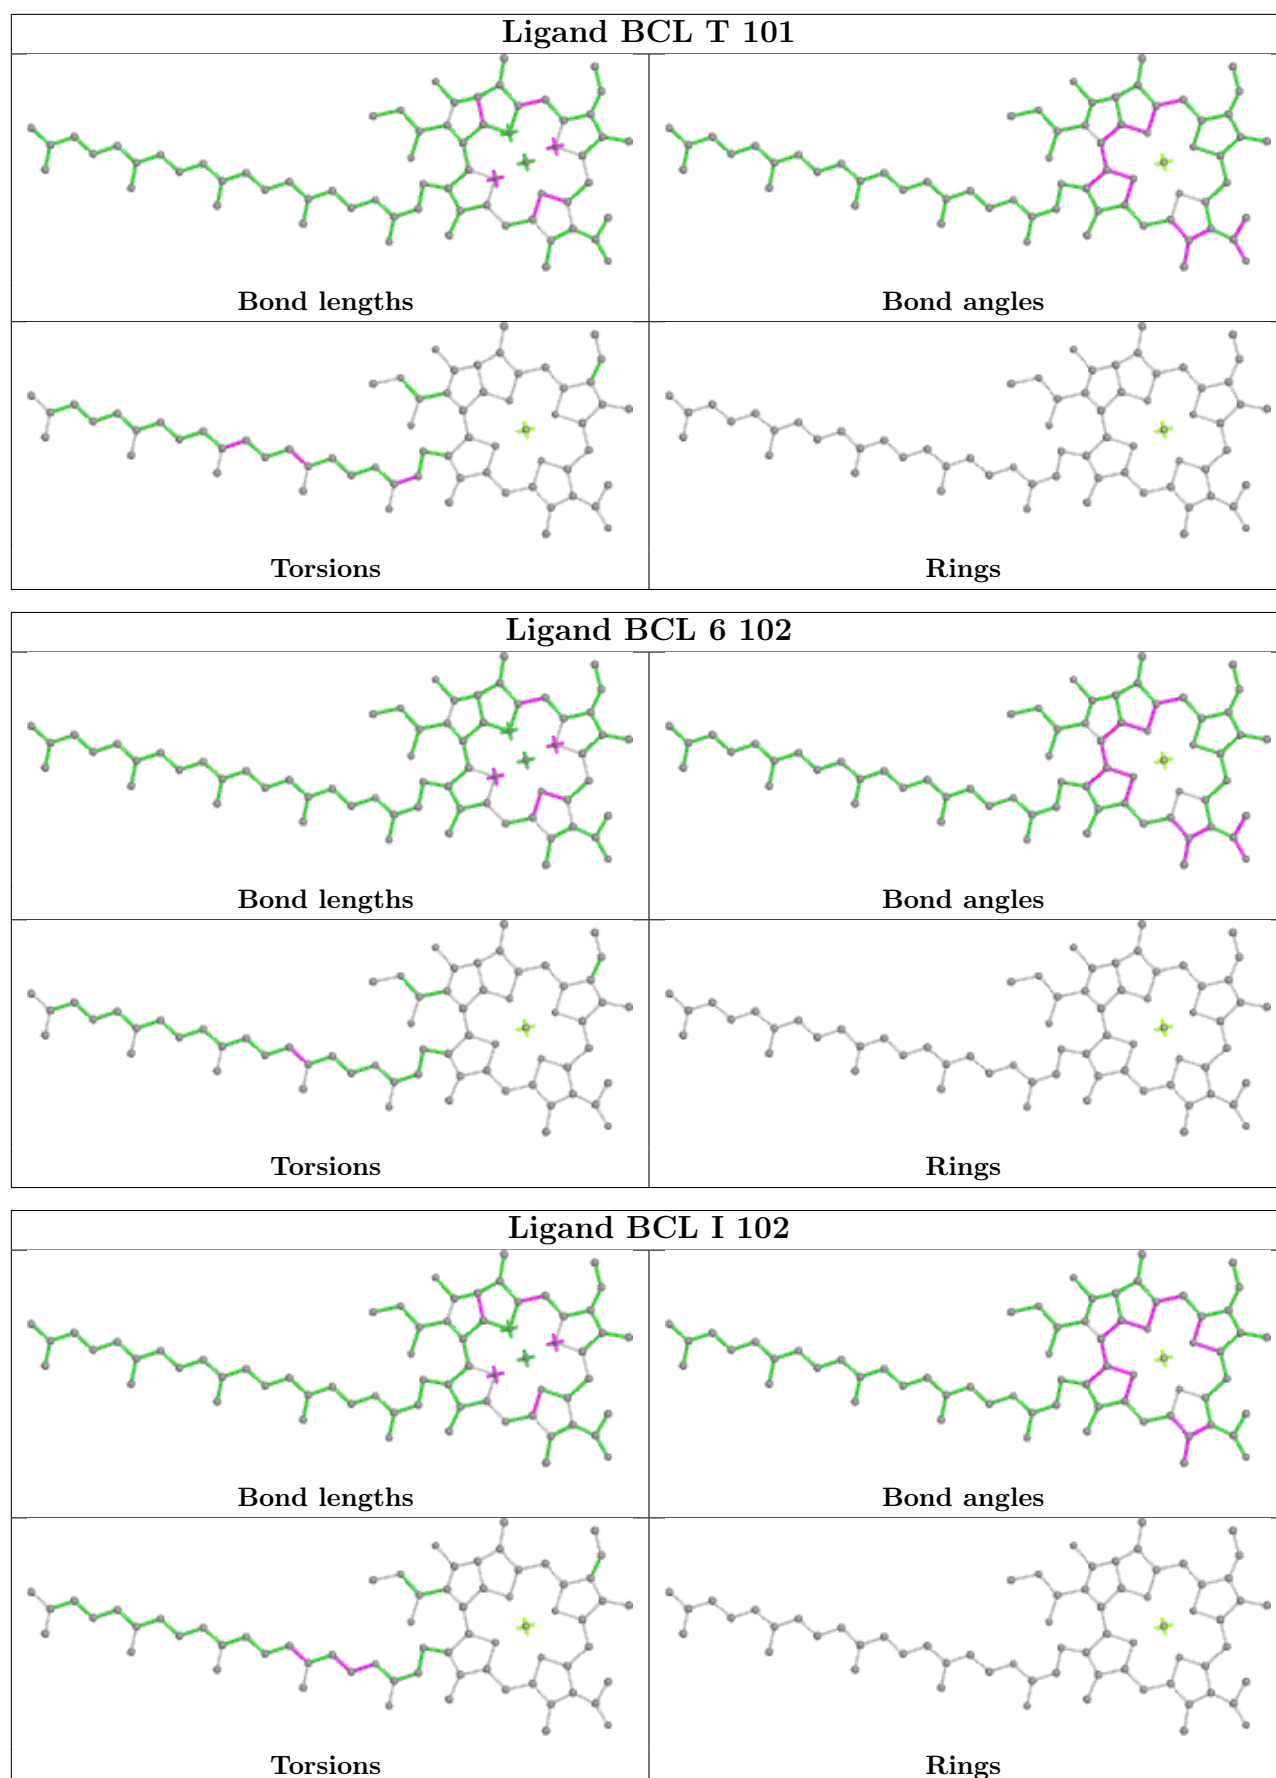 Ligand BCL T 101
Bond lengths
Bond angles
Torsions
Rings
Ligand BCL 6 102
Bond lengths
Bond angles
Torsions
Rings
Ligand BCL I 102
Bond lengths
Bond angles
Torsions
Rings